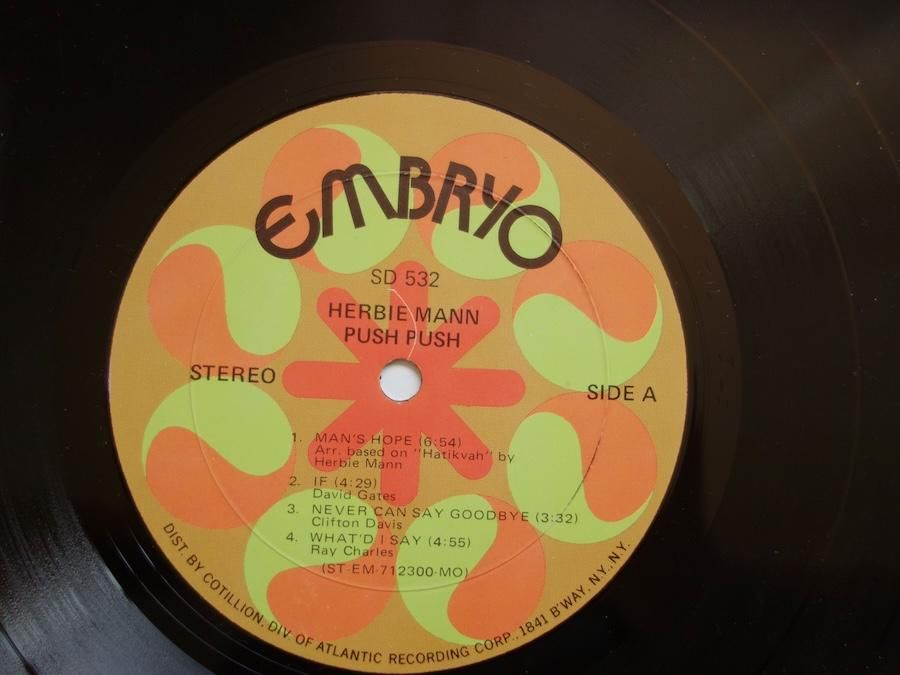 EMBRYO
SD 532
HERBIE MANN
PUSH PUSH
STEREO
SIDE A
1. MAN'S HOPE (6:54)
Arr. based on "Hatikvah" by
Herbie Mann
2. IF (4:29)
David Gates
3. NEVER CAN SAY GOODBYE (3:32)
Clifton Davis
4. WHAT'D I SAY (4:55)
Ray Charles
(ST-EM-712300-MO)
DIST. BY COTILLION, DIV. OF ATLANTIC RECORDING CORP., 1841 B'WAY, N.Y., N.Y.